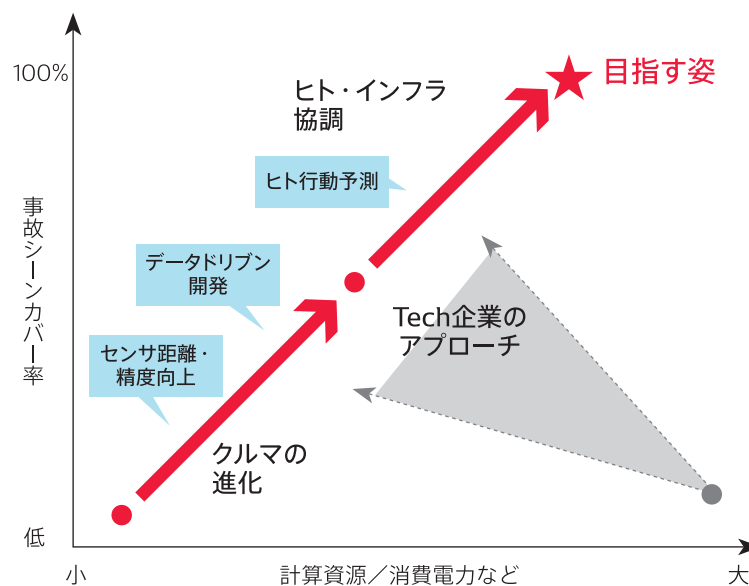 100%
目指す姿
ヒト・インフラ
協調
ヒト行動予測
事故シーンカバー率
データドリブン
開発
Tech企業の
アプローチ
センサ距離・
精度向上
クルマの
進化
低
小
計算資源／消費電力など
大